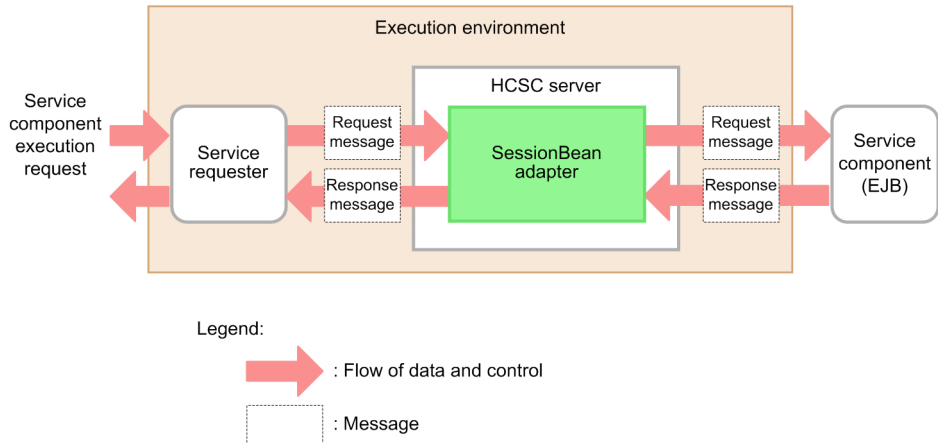 Execution environment
HCSC server
Service
component
execution
request
Service
requester
Request
message
Response
message
SessionBean
adapter
Request
message
Response
message
Service
component
(EJB)
Legend:
: Flow of data and control
: Message